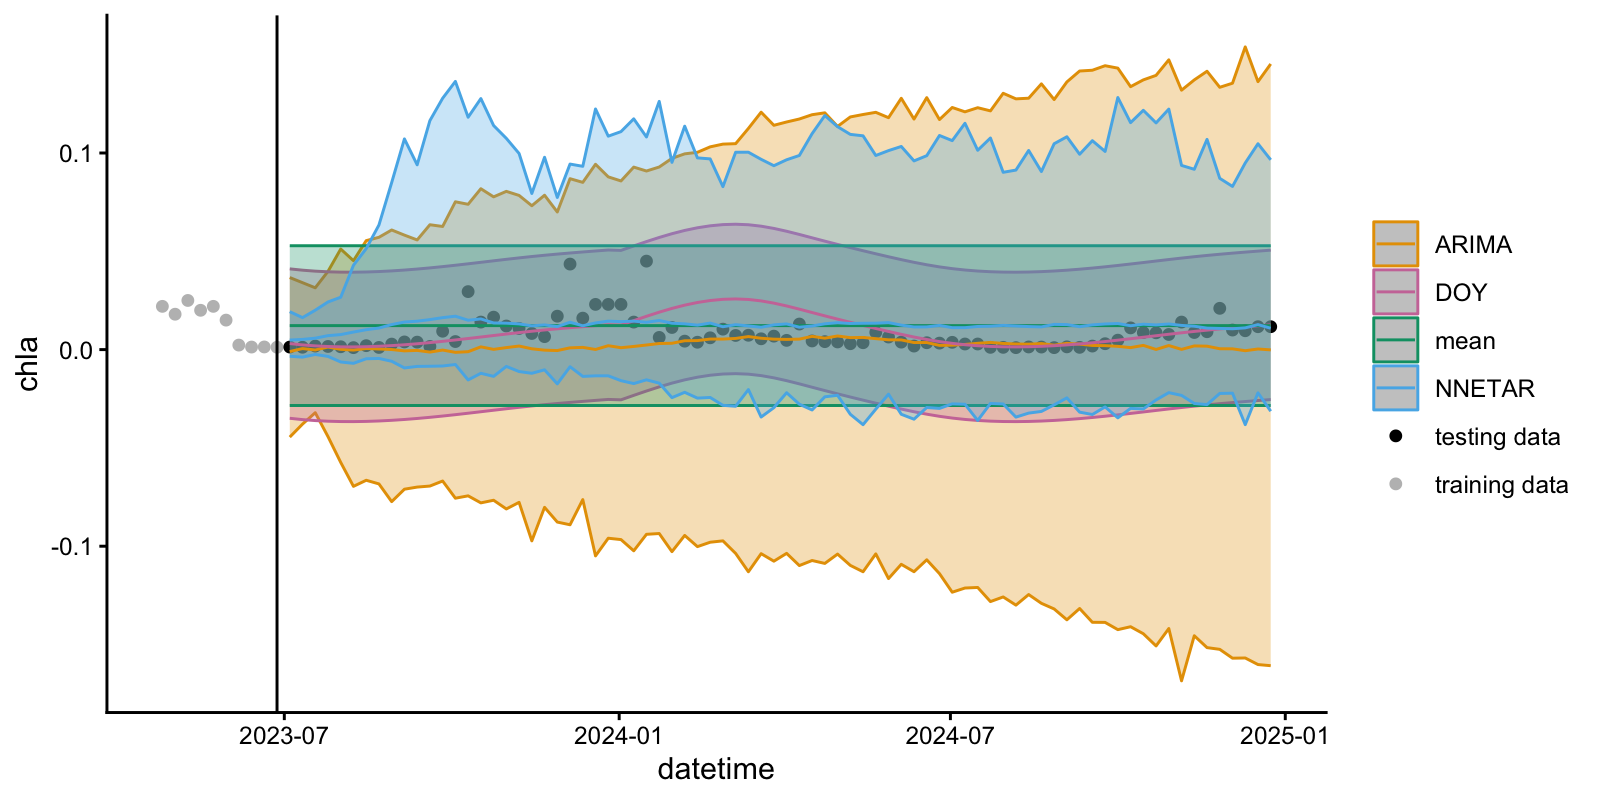 chla
0.1
0.0
-0.1
2023-07
2024-01
2024-07
2025-01
datetime
ARIMA
DOY
mean
NNETAR
testing data
training data